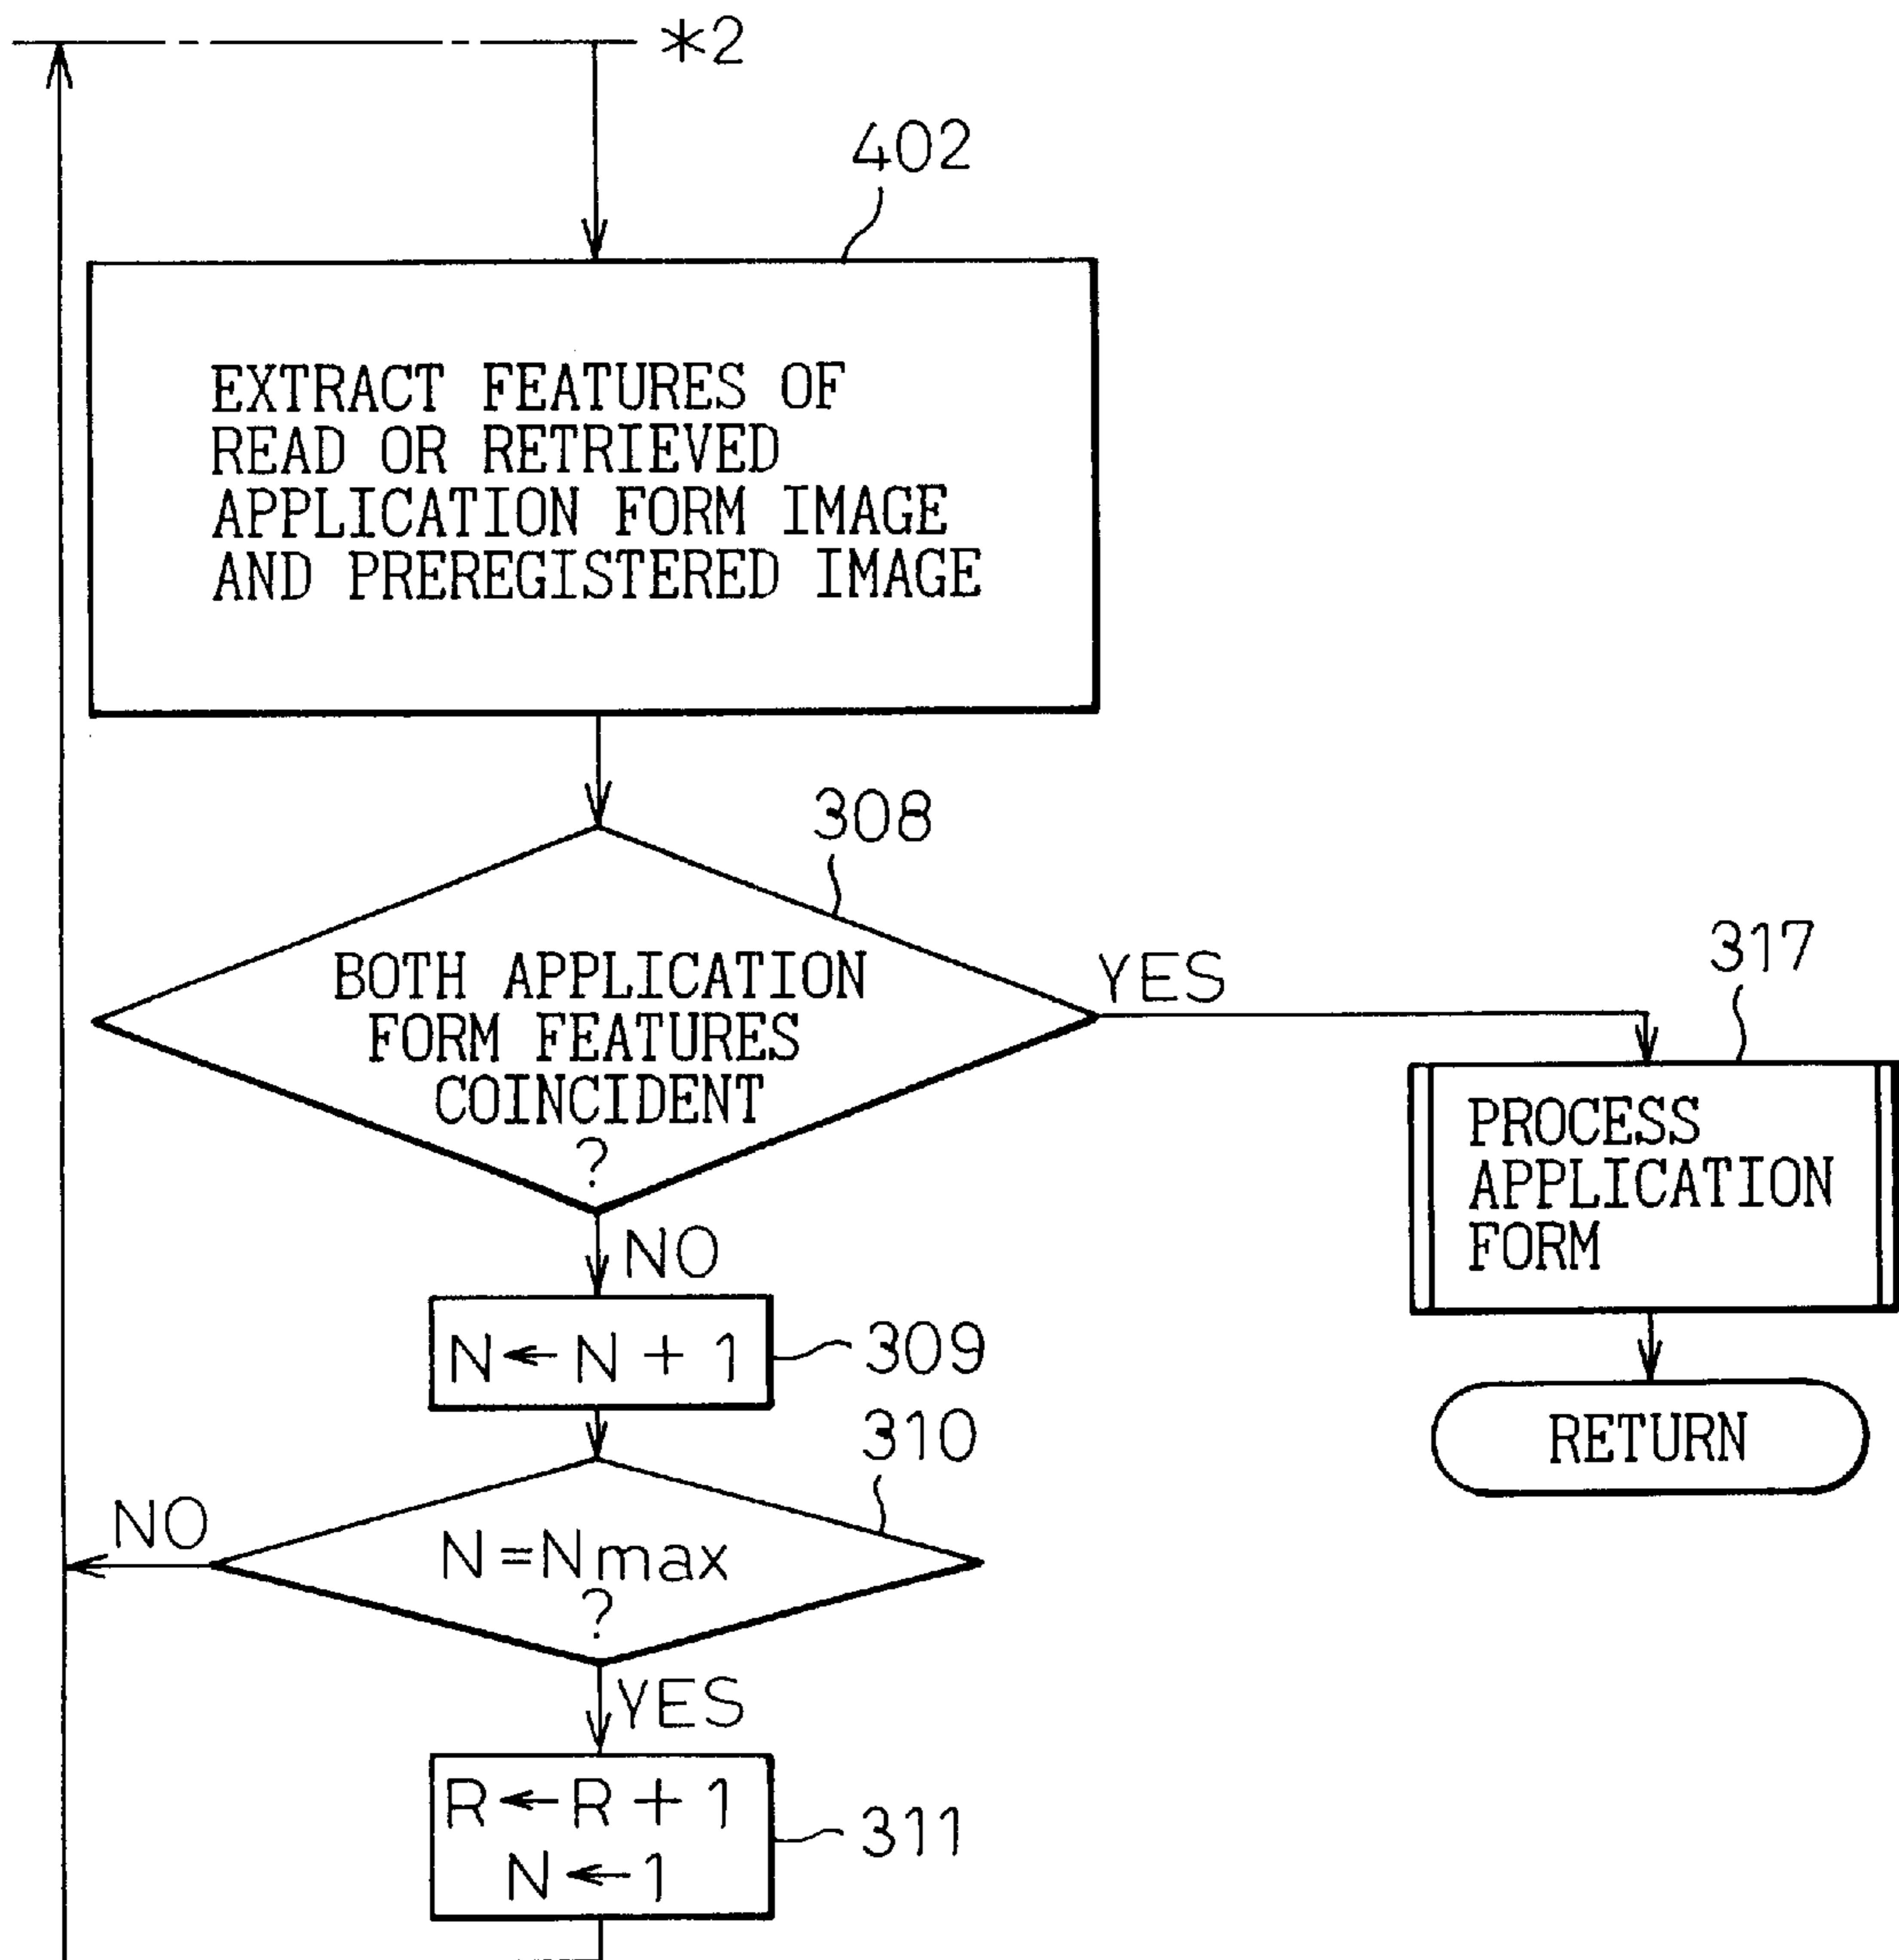 *2
402
EXTRACT FEATURES OF
READ OR RETRIEVED
APPLICATION FORM IMAGE
AND PREREGISTERED IMAGE
308
BOTH APPLICATION
FORM FEATURES
COINCIDENT
?
YES
317
PROCESS
APPLICATION
FORM
RETURN
NO
N←N+1
309
310
N=Nmax
?
NO
YES
R←R+1
N←1
311